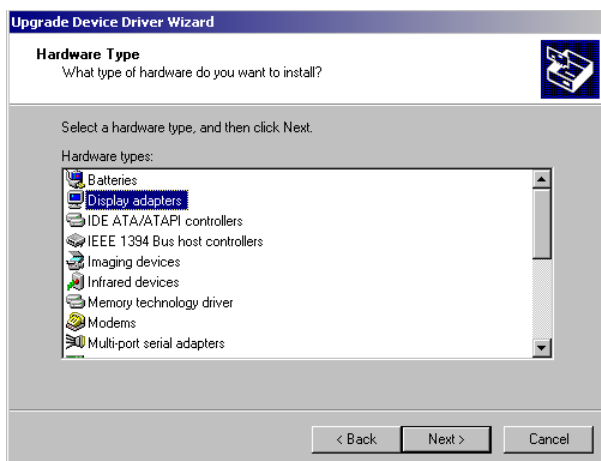 Upgrade Device Driver Wizard
Hardware Type
What type of hardware do you want to install?
Select a hardware type, and then click Next.
Hardware types:
Batteries
Display adapters
IDE ATA/ATAPI controllers
IEEE 1394 Bus host controllers
Imaging devices
Infrared devices
Memory technology driver
Modems
Multi-port serial adapters
< Back Next > Cancel